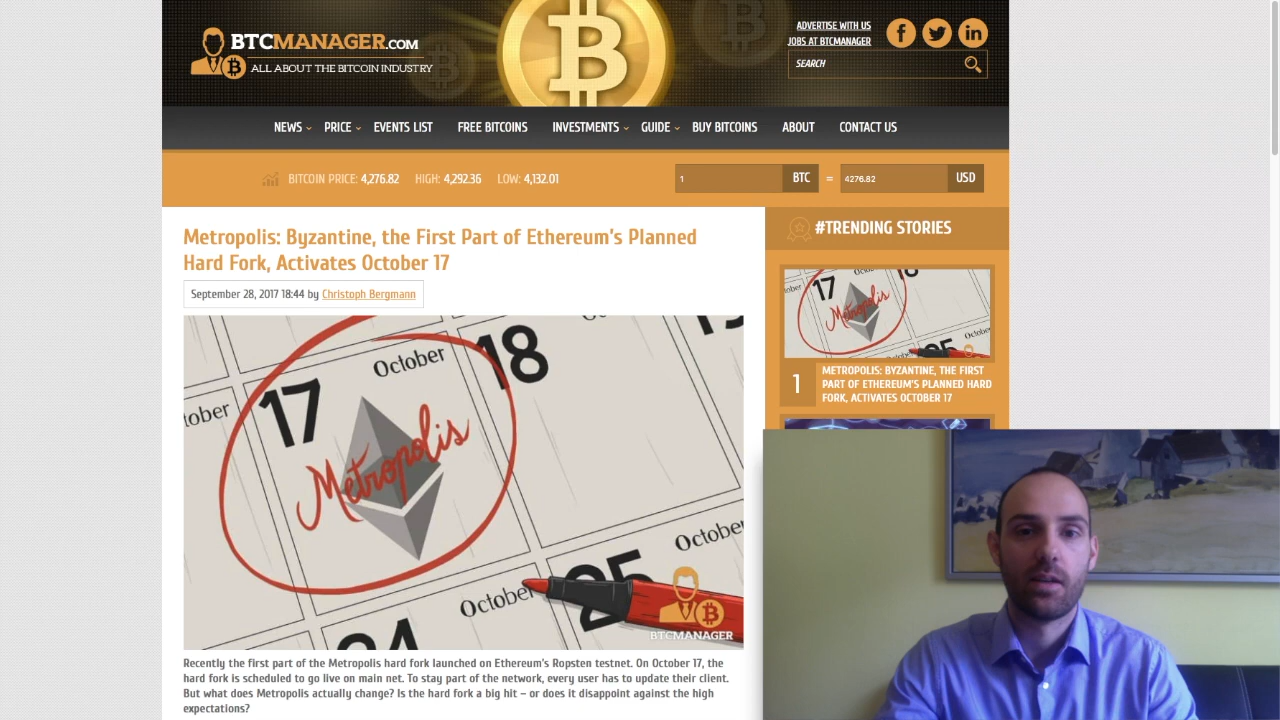 BTCMANAGER.COM
ALL ABOUT THE BITCOIN INDUSTRY
ADVERTISE WITH US
JOBS AT BTCMANAGER
SEARCH
NEWS PRICE EVENTS LIST FREE BITCOINS INVESTMENTS GUIDE BUY BITCOINS ABOUT CONTACT US
BITCOIN PRICE: 4,276.82 HIGH: 4,292.36 LOW: 4,132.01
1 BTC = 4276.82 USD
Metropolis: Byzantine, the First Part of Ethereum's Planned
Hard Fork, Activates October 17
September 28, 2017 18:44 by Christoph Bergmann
tober
17
October
18
Metropolis
October
24
October
25
BTCMANAGER
Recently the first part of the Metropolis hard fork launched on Ethereum's Ropsten testnet. On October 17, the
hard fork is scheduled to go live on main net. To stay part of the network, every user has to update their client.
But what does Metropolis actually change? Is the hard fork a big hit – or does it disappoint against the high
expectations?
#TRENDING STORIES
17
18
Metropolis
25
1
METROPOLIS: BYZANTINE, THE FIRST
PART OF ETHEREUM'S PLANNED HARD
FORK, ACTIVATES OCTOBER 17